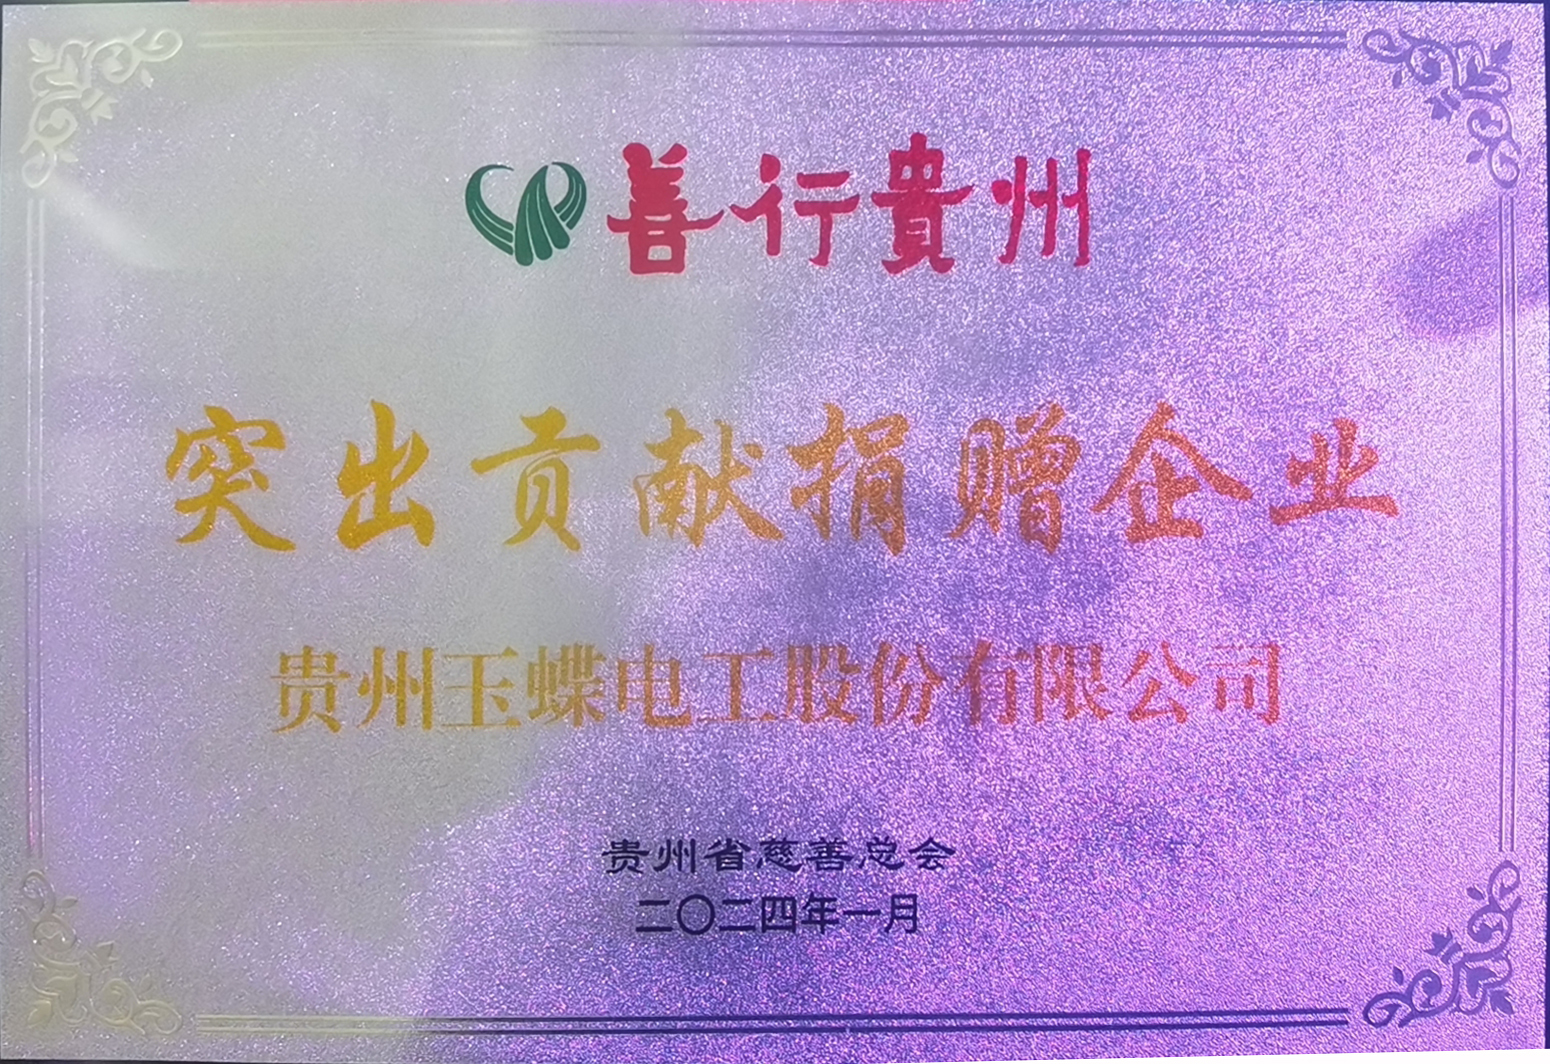 善行貴州
突出贡献捐赠企业
贵州玉蝶电工股份有限公司
贵州省慈善总会
二〇二四年一月